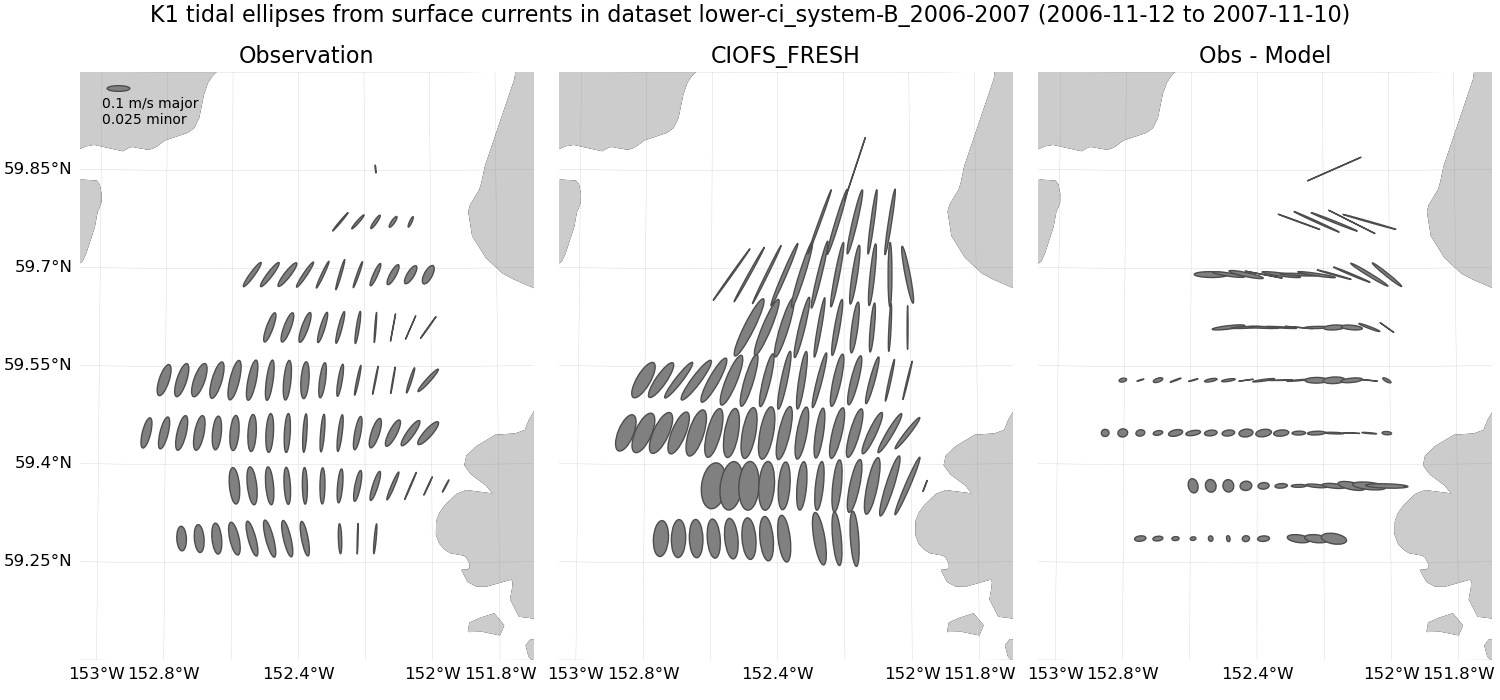 K1 tidal ellipses from surface currents in dataset lower-ci_system-B_2006-2007 (2006-11-12 to 2007-11-10)
Observation
CIOFS_FRESH
Obs - Model
0.1 m/s major
0.025 minor
59.85°N
59.7°N
59.55°N
59.4°N
59.25°N
153°W 152.8°W 152.4°W 152°W 151.8°W
153°W 152.8°W 152.4°W 152°W 151.8°W
153°W 152.8°W 152.4°W 152°W 151.8°W